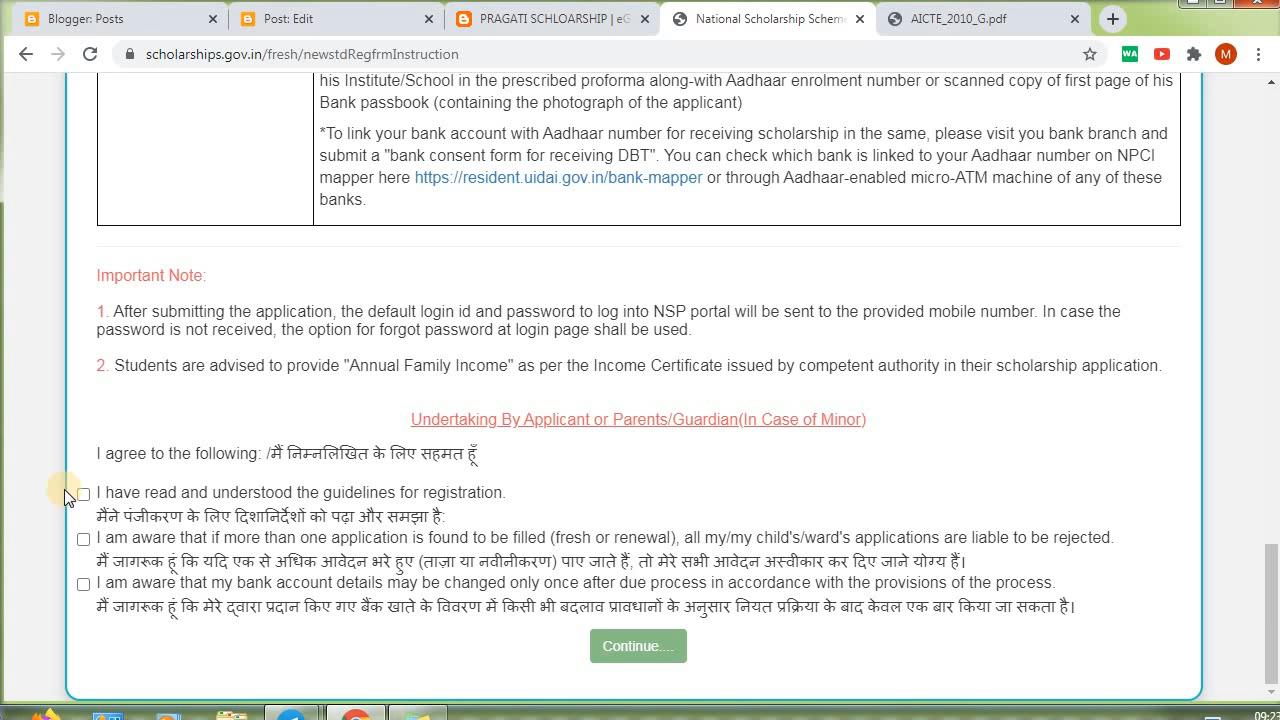 Blogger: Posts
Post: Edit
PRAGATI SCHLOARSHIP | eG
National Scholarship Scheme
AICTE_2010_G.pdf
scholarships.gov.in/fresh/newstdRegfrmInstruction
WA
M
his Institute/School in the prescribed proforma along-with Aadhaar enrolment number or scanned copy of first page of his
Bank passbook (containing the photograph of the applicant)
*To link your bank account with Aadhaar number for receiving scholarship in the same, please visit you bank branch and
submit a "bank consent form for receiving DBT". You can check which bank is linked to your Aadhaar number on NPCI
mapper here https://resident.uidai.gov.in/bank-mapper or through Aadhaar-enabled micro-ATM machine of any of these
banks.
Important Note:
1. After submitting the application, the default login id and password to log into NSP portal will be sent to the provided mobile number. In case the
password is not received, the option for forgot password at login page shall be used.
2. Students are advised to provide "Annual Family Income" as per the Income Certificate issued by competent authority in their scholarship application.
Undertaking By Applicant or Parents/Guardian(In Case of Minor)
I agree to the following: /मैं निम्नलिखित के लिए सहमत हूँ
I have read and understood the guidelines for registration.
मैंने पंजीकरण के लिए दिशानिर्देशों को पढ़ा और समझा है:
I am aware that if more than one application is found to be filled (fresh or renewal), all my/my child's/ward's applications are liable to be rejected.
मैं जागरूक हूं कि यदि एक से अधिक आवेदन भरे हुए (ताज़ा या नवीनीकरण) पाए जाते हैं, तो मेरे सभी आवेदन अस्वीकार कर दिए जाने योग्य हैं।
I am aware that my bank account details may be changed only once after due process in accordance with the provisions of the process.
मैं जागरूक हूं कि मेरे द्वारा प्रदान किए गए बैंक खाते के विवरण में किसी भी बदलाव प्रावधानों के अनुसार नियत प्रक्रिया के बाद केवल एक बार किया जा सकता है।
Continue....